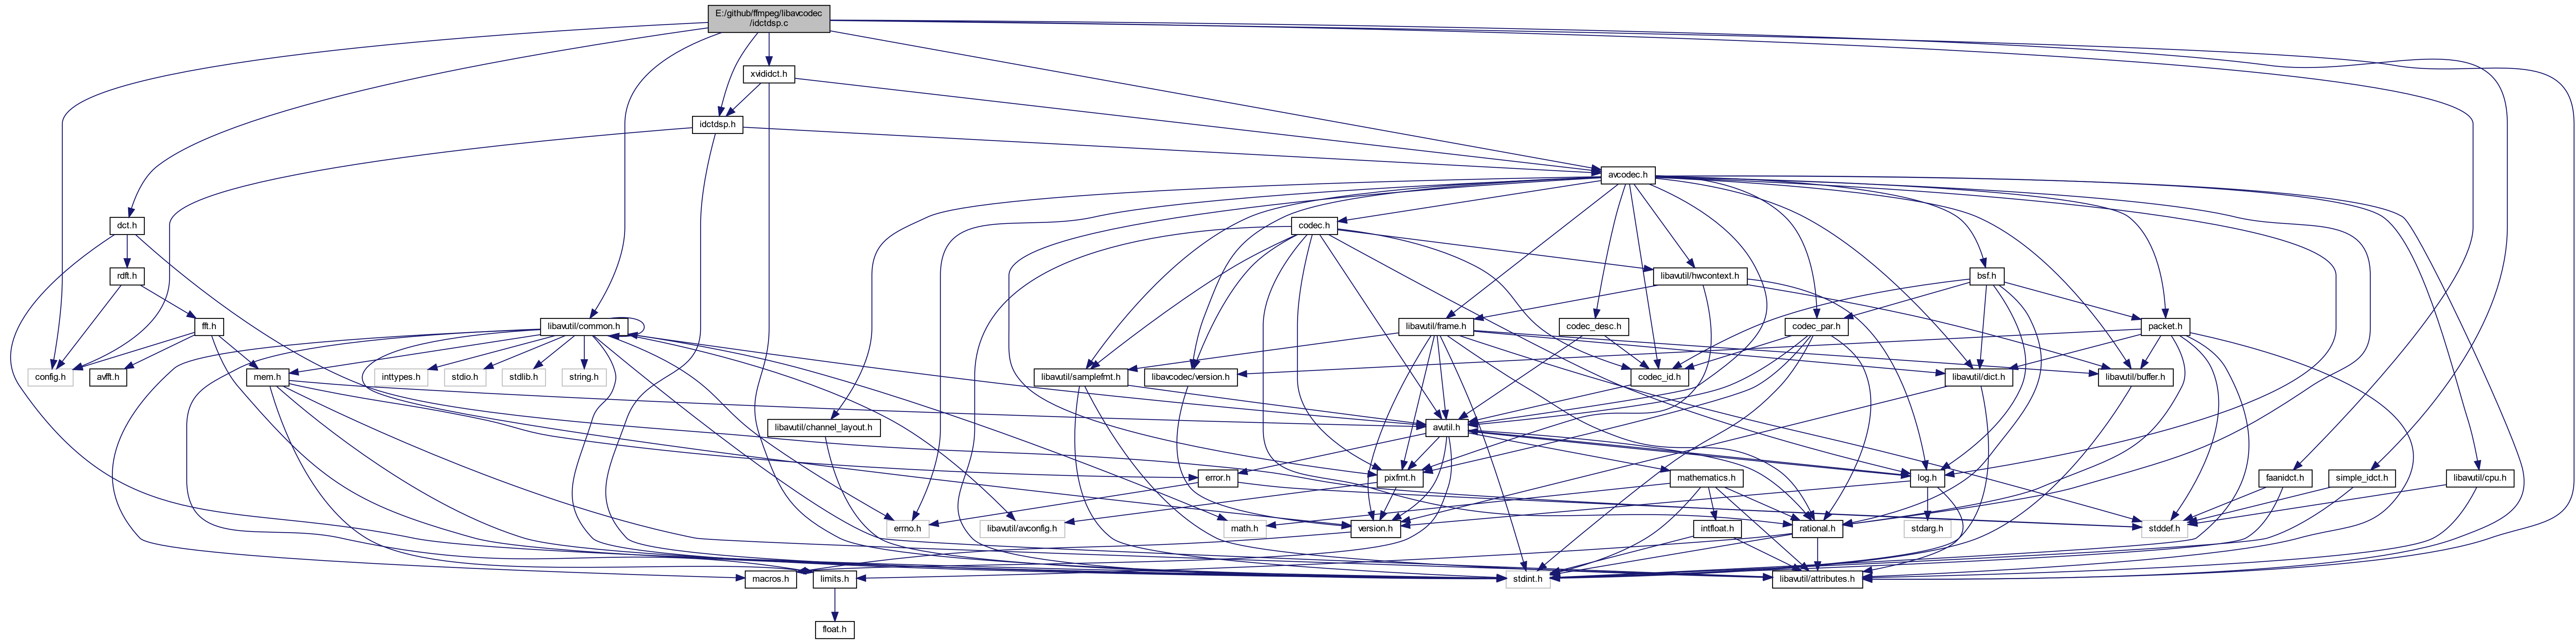 E:/github/ffmpeg/libavcodec
/idctdsp.c
xvididct.h
idctdsp.h
avcodec.h
dct.h
codec.h
rdft.h
libavutil/hwcontext.h
bsf.h
fft.h
libavutil/common.h
libavutil/frame.h
codec_desc.h
codec_par.h
packet.h
config.h
avfft.h
mem.h
inttypes.h
stdio.h
stdlib.h
string.h
libavutil/samplefmt.h
libavcodec/version.h
codec_id.h
libavutil/dict.h
libavutil/buffer.h
libavutil/channel_layout.h
avutil.h
error.h
pixfmt.h
mathematics.h
log.h
faanidct.h
simple_idct.h
libavutil/cpu.h
errno.h
libavutil/avconfig.h
math.h
version.h
intfloat.h
rational.h
stdarg.h
stddef.h
macros.h
limits.h
stdint.h
libavutil/attributes.h
float.h